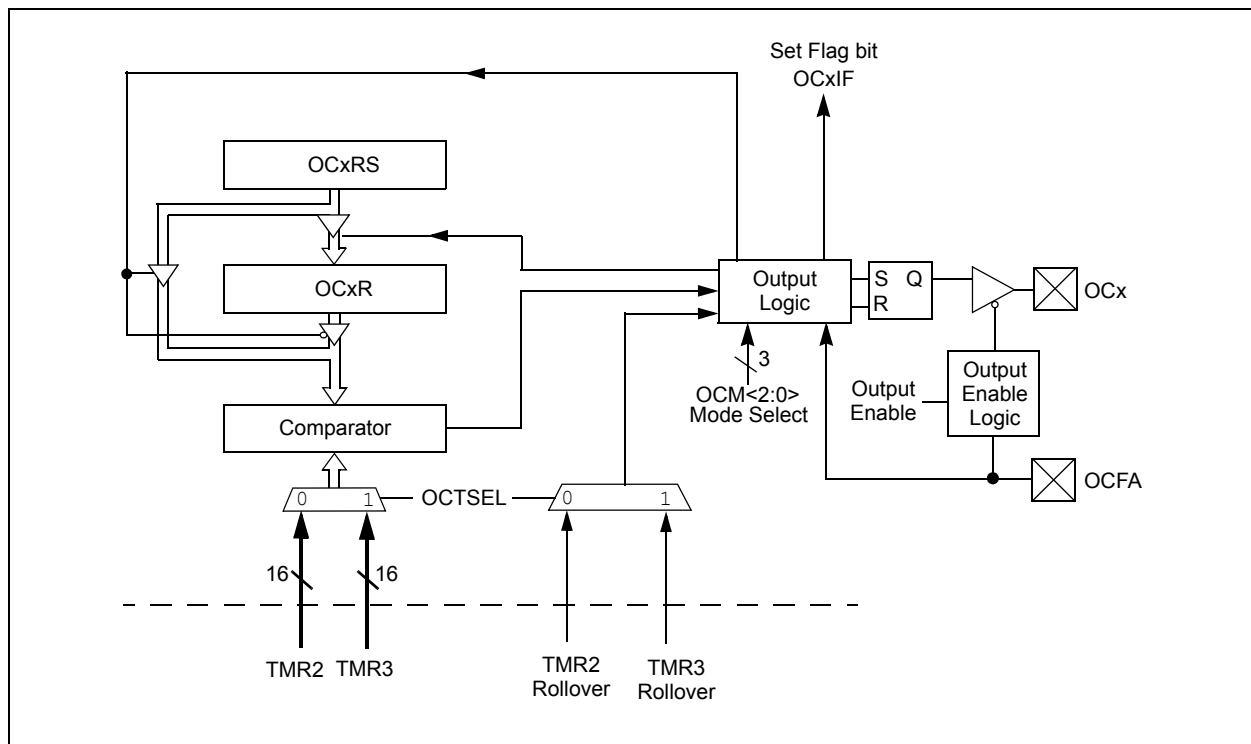 Set Flag bit
OCxIF
OCxRS
OCxR
Output
Logic
S Q
R
OCx
3
OCM<2:0>
Mode Select
Output
Enable
Output
Enable
Logic
Comparator
OCFA
0 1
OCTSEL
0 1
16
16
TMR2
TMR3
TMR2
Rollover
TMR3
Rollover